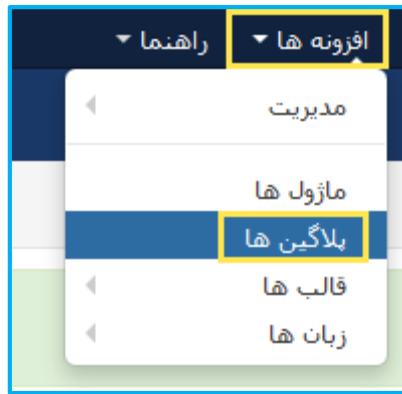 افزونه ها راهنما
مدیریت
ماژول ها
پلاگین ها
قالب ها
زبان ها